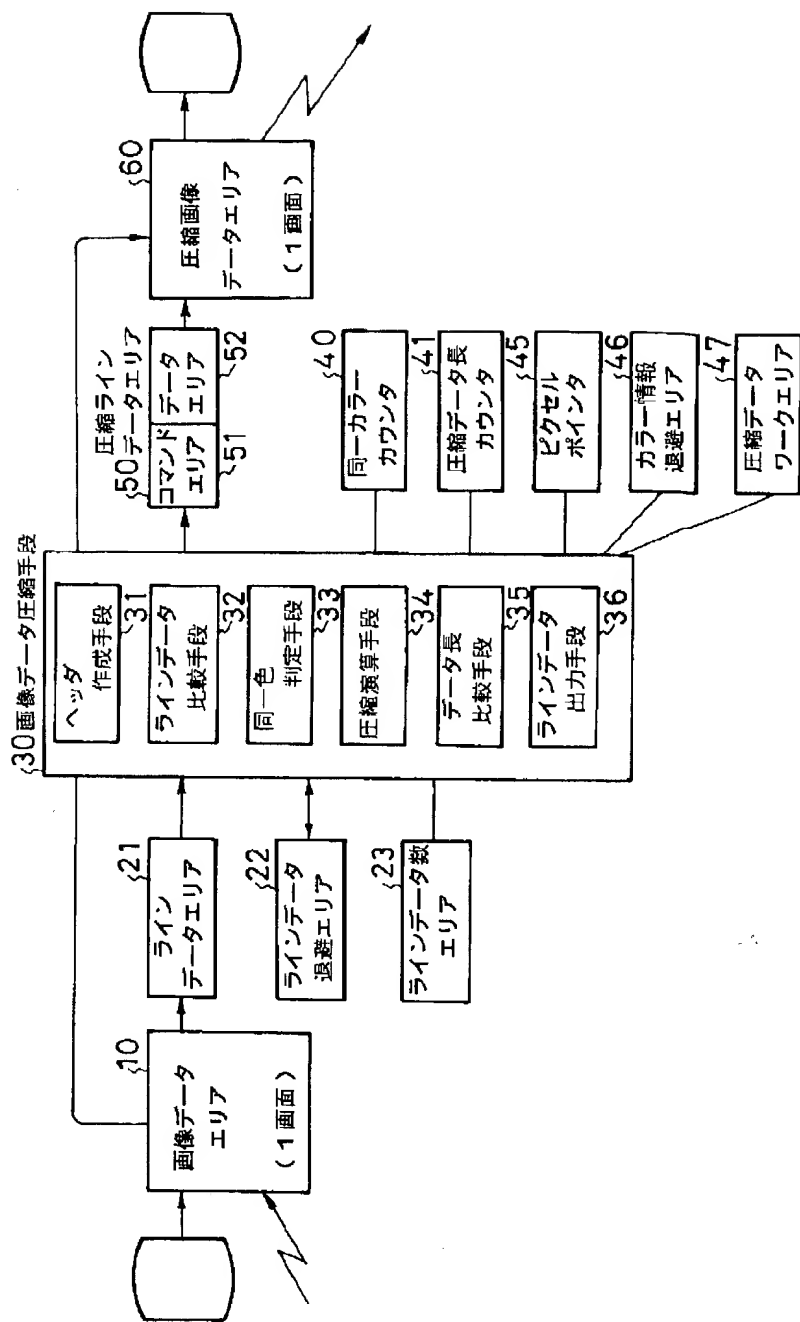 10
画像データ
エリア
(1画面)
21
ライン
データエリア
22
ラインデータ
退避エリア
23
ラインデータ数
エリア
30画像データ圧縮手段
ヘッダ
作成手段
31
ラインデータ
比較手段
32
同一色
判定手段
33
圧縮演算手段
34
データ長
比較手段
35
ラインデータ
出力手段
36
圧縮ライン
50データエリア
コマンド
エリア
51
データ
エリア
52
同一カラー
カウンタ
40
圧縮データ長
カウンタ
41
ピクセル
ポインタ
45
カラー情報
退避エリア
46
圧縮データ
ワークエリア
47
60
圧縮画像
データエリア
(1画面)